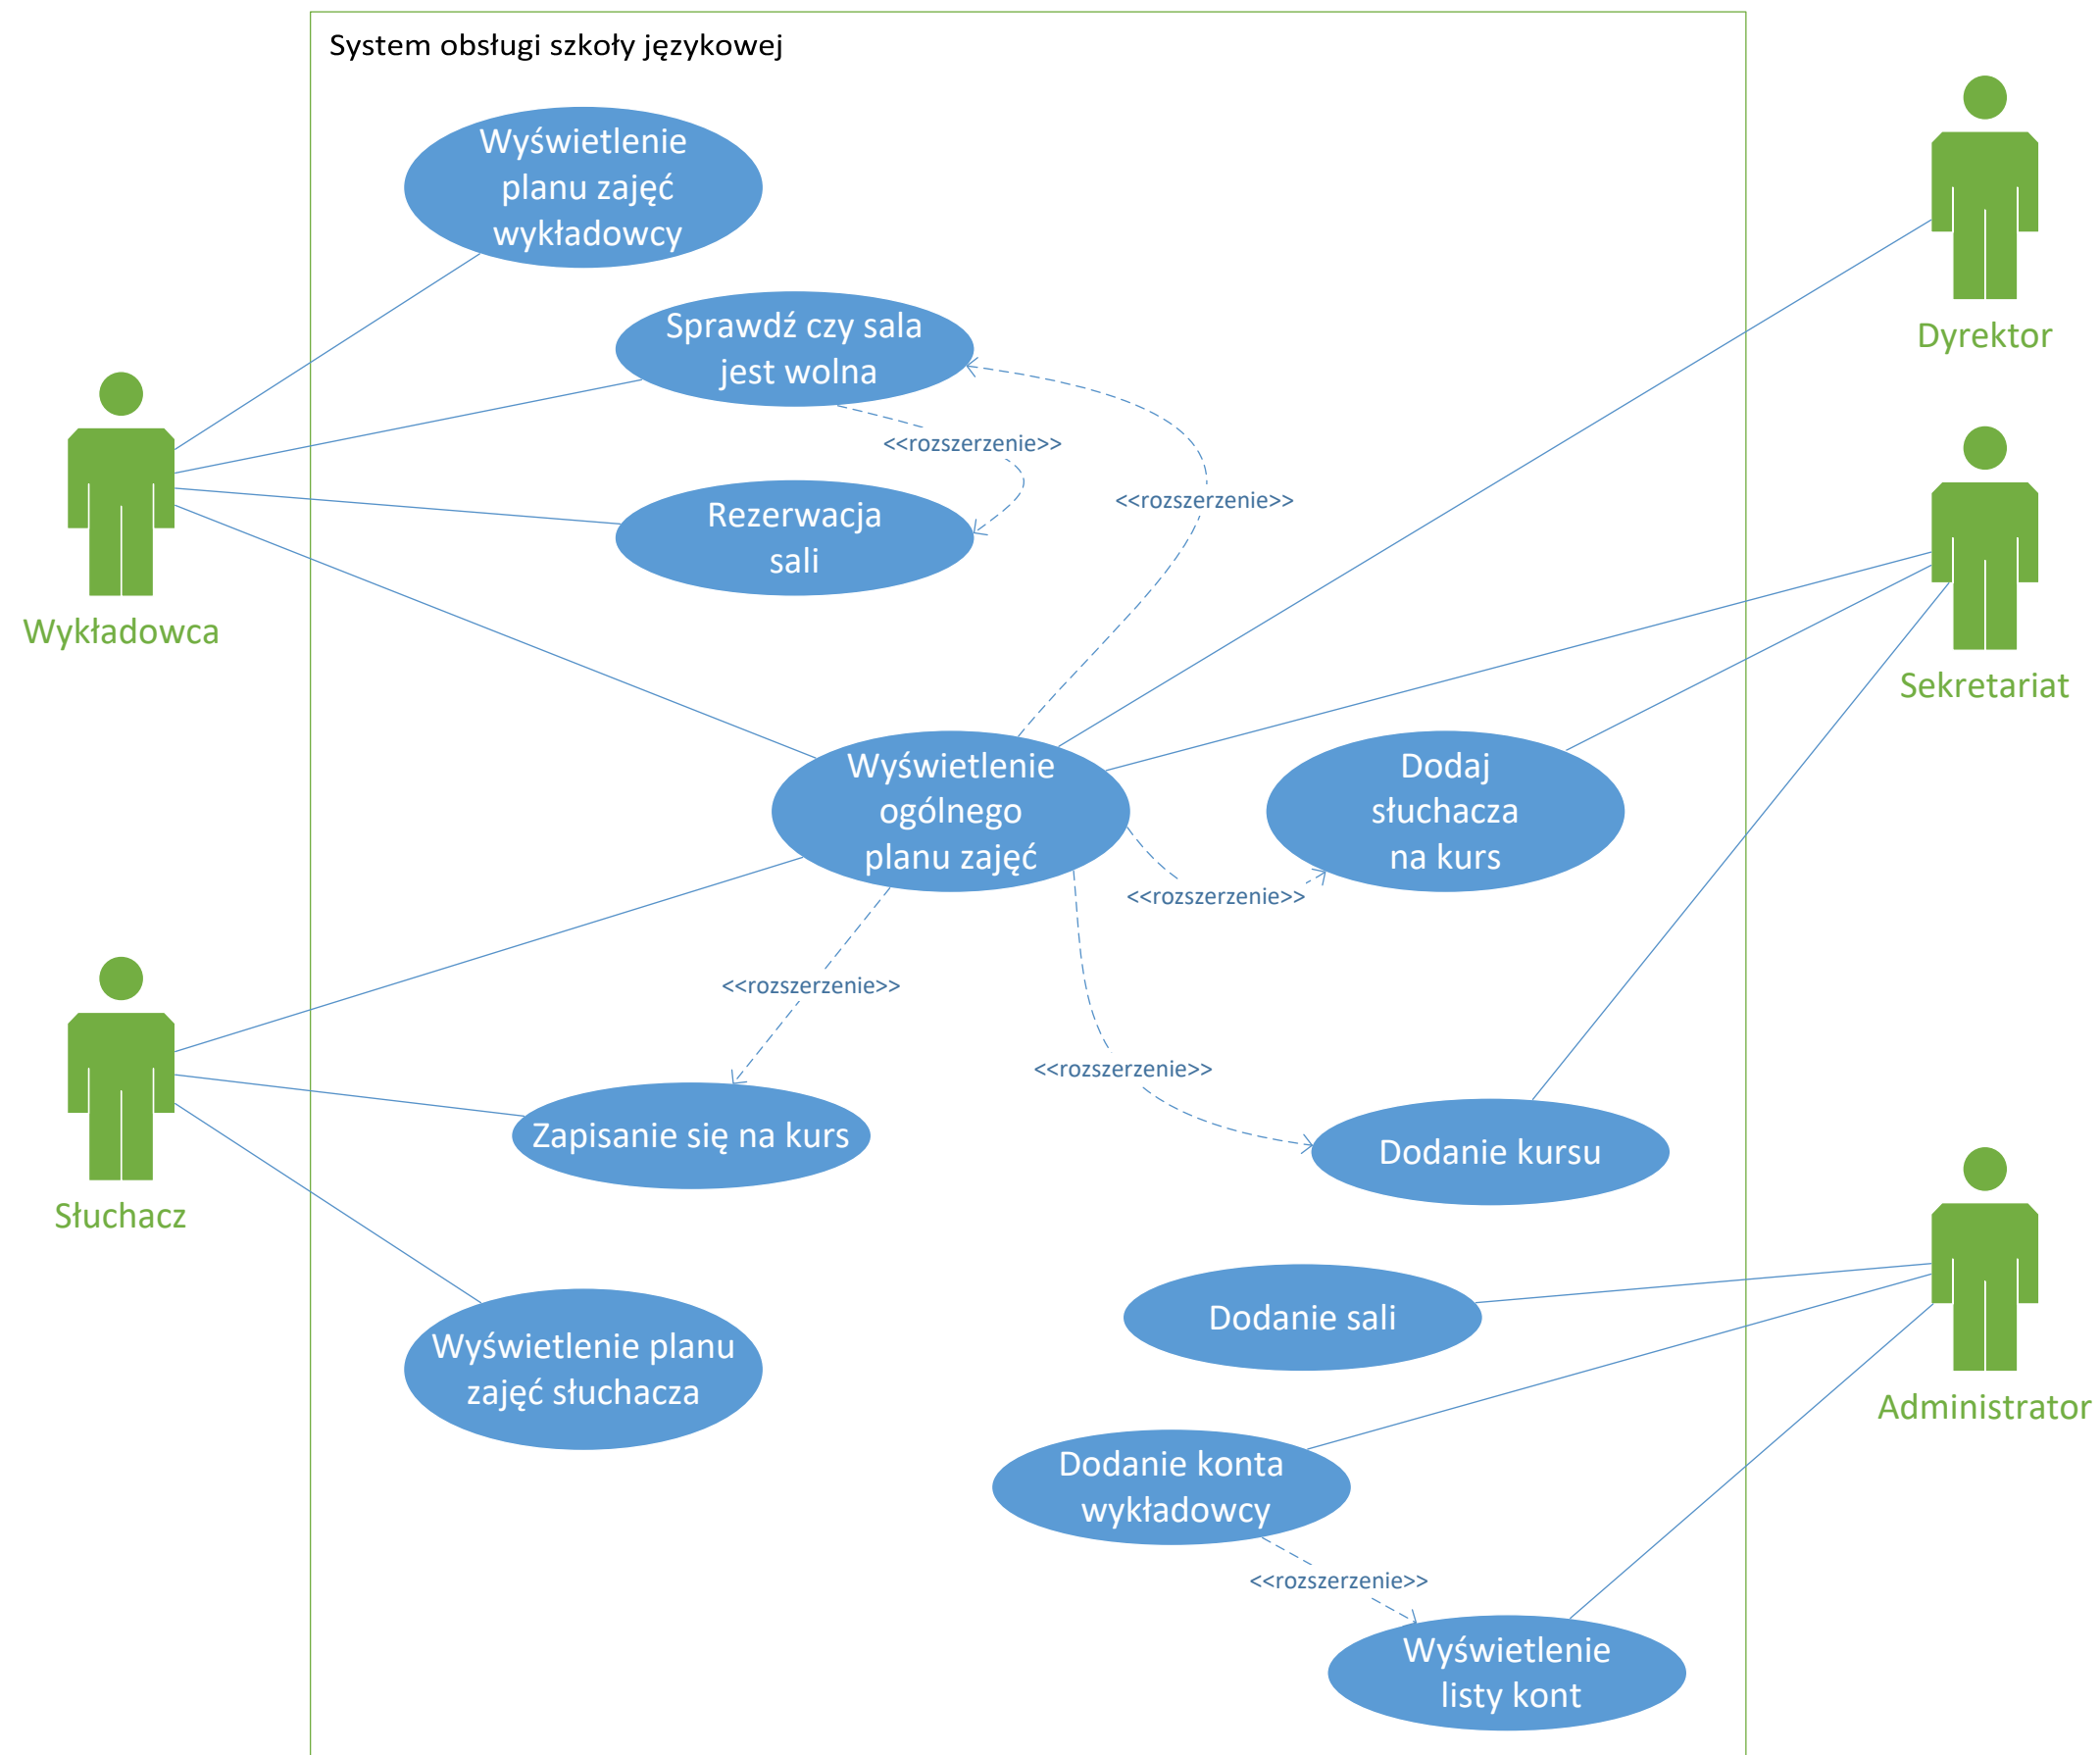 System obsługi szkoły językowej
Wyświetlenie
planu zajęć
wykładowcy
Dyrektor
Sprawdź czy sala
jest wolna
<<rozszerzenie>>
<<rozszerzenie>>
Rezerwacja
sali
Wykładowca
Sekretariat
Wyświetlenie
ogólnego
planu zajęć
Dodaj
słuchacza
na kurs
<<rozszerzenie>>
<<rozszerzenie>>
<<rozszerzenie>>
Zapisanie się na kurs
Dodanie kursu
Słuchacz
Dodanie sali
Wyświetlenie planu
zajęć słuchacza
Administrator
Dodanie konta
wykładowcy
<<rozszerzenie>>
Wyświetlenie
listy kont